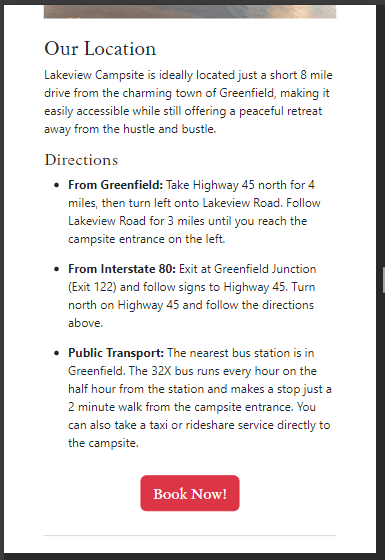 Our Location
Lakeview Campsite is ideally located just a short 8 mile
drive from the charming town of Greenfield, making it
easily accessible while still offering a peaceful retreat
away from the hustle and bustle.
Directions
• From Greenfield: Take Highway 45 north for 4
miles, then turn left onto Lakeview Road. Follow
Lakeview Road for 3 miles until you reach the
campsite entrance on the left.
• From Interstate 80: Exit at Greenfield Junction
(Exit 122) and follow signs to Highway 45. Turn
north on Highway 45 and follow the directions
above.
• Public Transport: The nearest bus station is in
Greenfield. The 32X bus runs every hour on the
half hour from the station and makes a stop just a
2 minute walk from the campsite entrance. You
can also take a taxi or rideshare service directly to
the campsite.
Book Now!